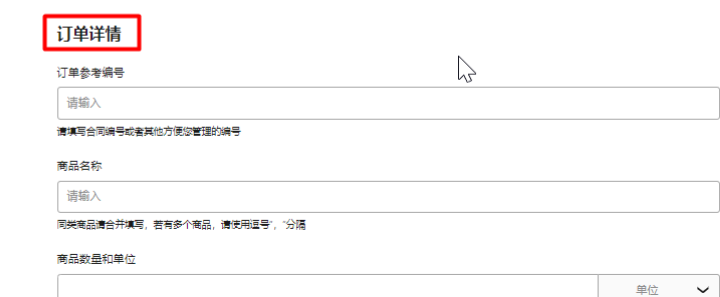 订单详情
订单参考编号
请输入
请填写合同编号或者其他方便您管理的编号
商品名称
请输入
同类商品请合并填写，若有多个商品，请使用逗号“，”分隔
商品数量和单位
单位